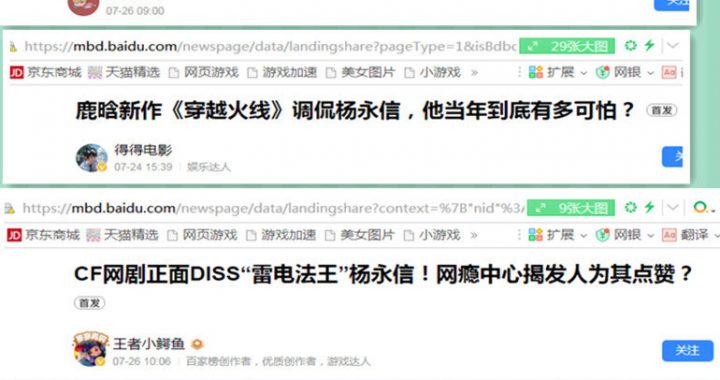 07-26 09:00
关注
https://mbd.baidu.com/newspage/data/landingshare?pageType=1&isBdbc
29张大图
JD 京东商城 天猫精选 网页游戏 游戏加速 美女图片 小游戏 » 扩展 网银 Aa
鹿晗新作《穿越火线》调侃杨永信，他当年到底有多可怕？ 首发
得得电影
07-24 15:39 娱乐达人
https://mbd.baidu.com/newspage/data/landingshare?context=%7B"nid"%3A
9张大图
JD 京东商城 天猫精选 网页游戏 游戏加速 美女图片 小游戏 » 扩展 网银 Aa 翻译
CF网剧正面DISS“雷电法王”杨永信！网瘾中心揭发人为其点赞？
首发
王者小鳄鱼
07-26 10:06 百家榜创作者，优质创作者，游戏达人
关注